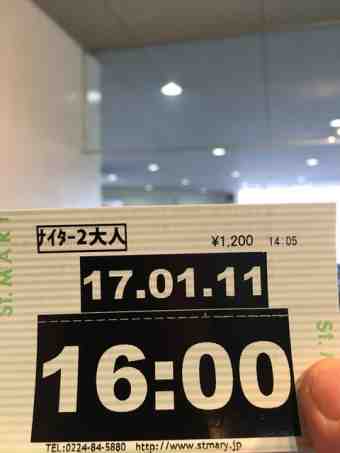 ナイター2大人
¥1,200 14:05
17.01.11
16:00
TEL:0224-84-5880 http://www.stmary.jp
St.MARY
St.